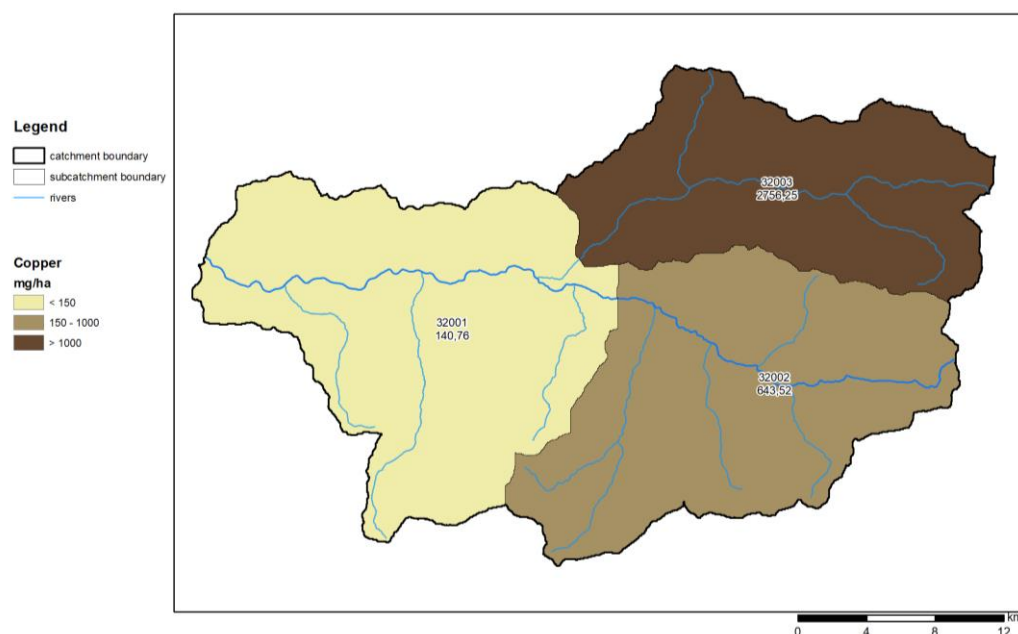 Legend
catchment boundary
subcatchment boundary
rivers
Copper
mg/ha
< 150
150 - 1000
> 1000
32003
2756,25
32001
140,76
32002
643,52
km
0 4 8 12